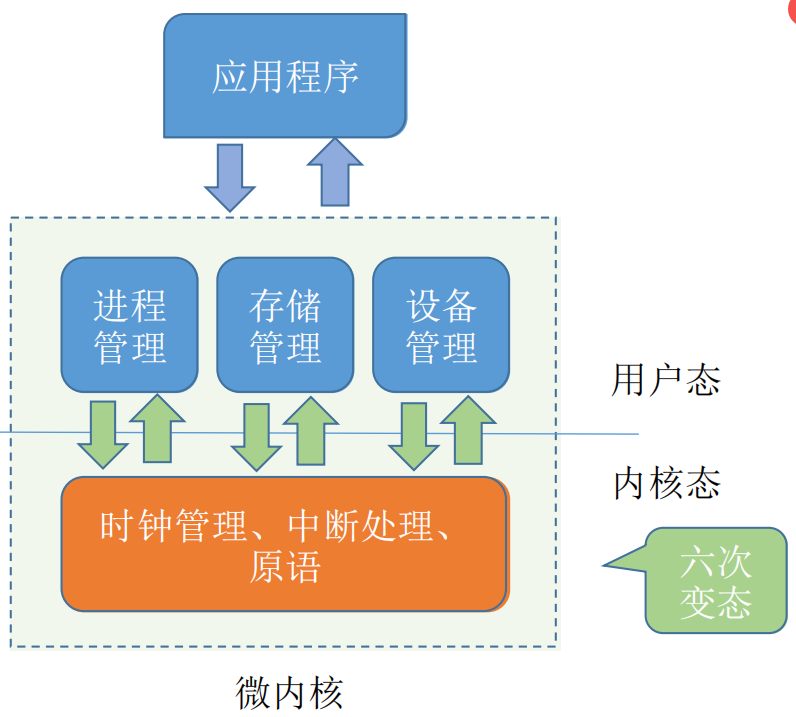 应用程序
进程
管理
存储
管理
设备
管理
用户态
内核态
时钟管理、中断处理、
原语
六次
变态
微内核